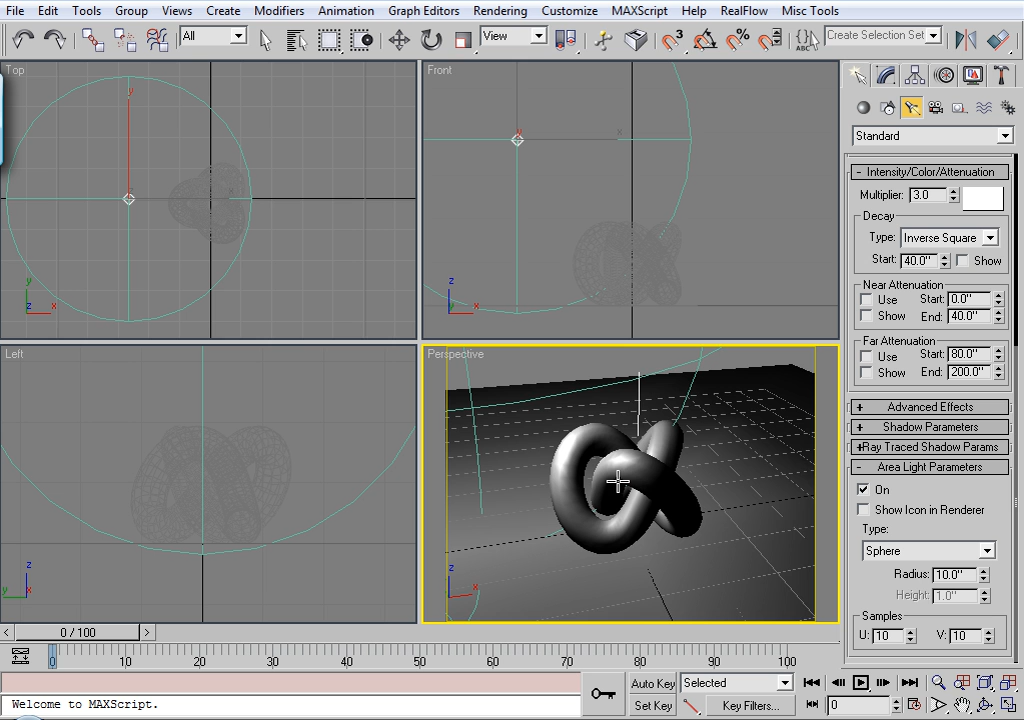 File Edit Tools Group Views Create Modifiers Animation Graph Editors Rendering Customize MAXScript Help RealFlow Misc Tools
All View 3 % ABC Create Selection Set
Top
y
x
y
z x
Front
x
z
x
Left
z
y x
Perspective
z
x
Standard
- Intensity/Color/Attenuation
Multiplier: 3.0
Decay
Type: Inverse Square
Start: 40.0" Show
Near Attenuation
Use Start: 0.0"
Show End: 40.0"
Far Attenuation
Use Start: 80.0"
Show End: 200.0"
+ Advanced Effects
+ Shadow Parameters
+Ray Traced Shadow Params
- Area Light Parameters
On
Show Icon in Renderer
Type:
Sphere
Radius: 10.0"
Height: 1.0"
Samples
U: 10 V: 10
< 0 / 100 >
0 10 20 30 40 50 60 70 80 90 100
Auto Key Selected
Welcome to MAXScript.
Set Key Key Filters... 0